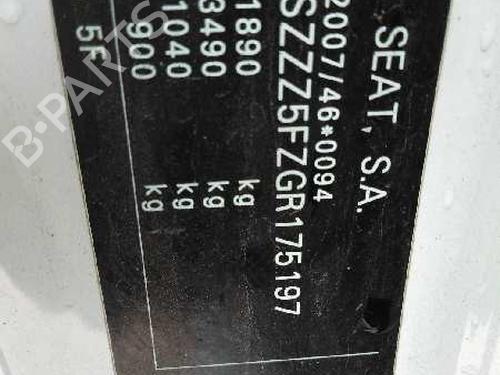 SEAT, S.A.
2007/46*0094
SZZZ5FZGR175197
1890 kg
3490 kg
1040 kg
900 kg
5F
B-PARTS